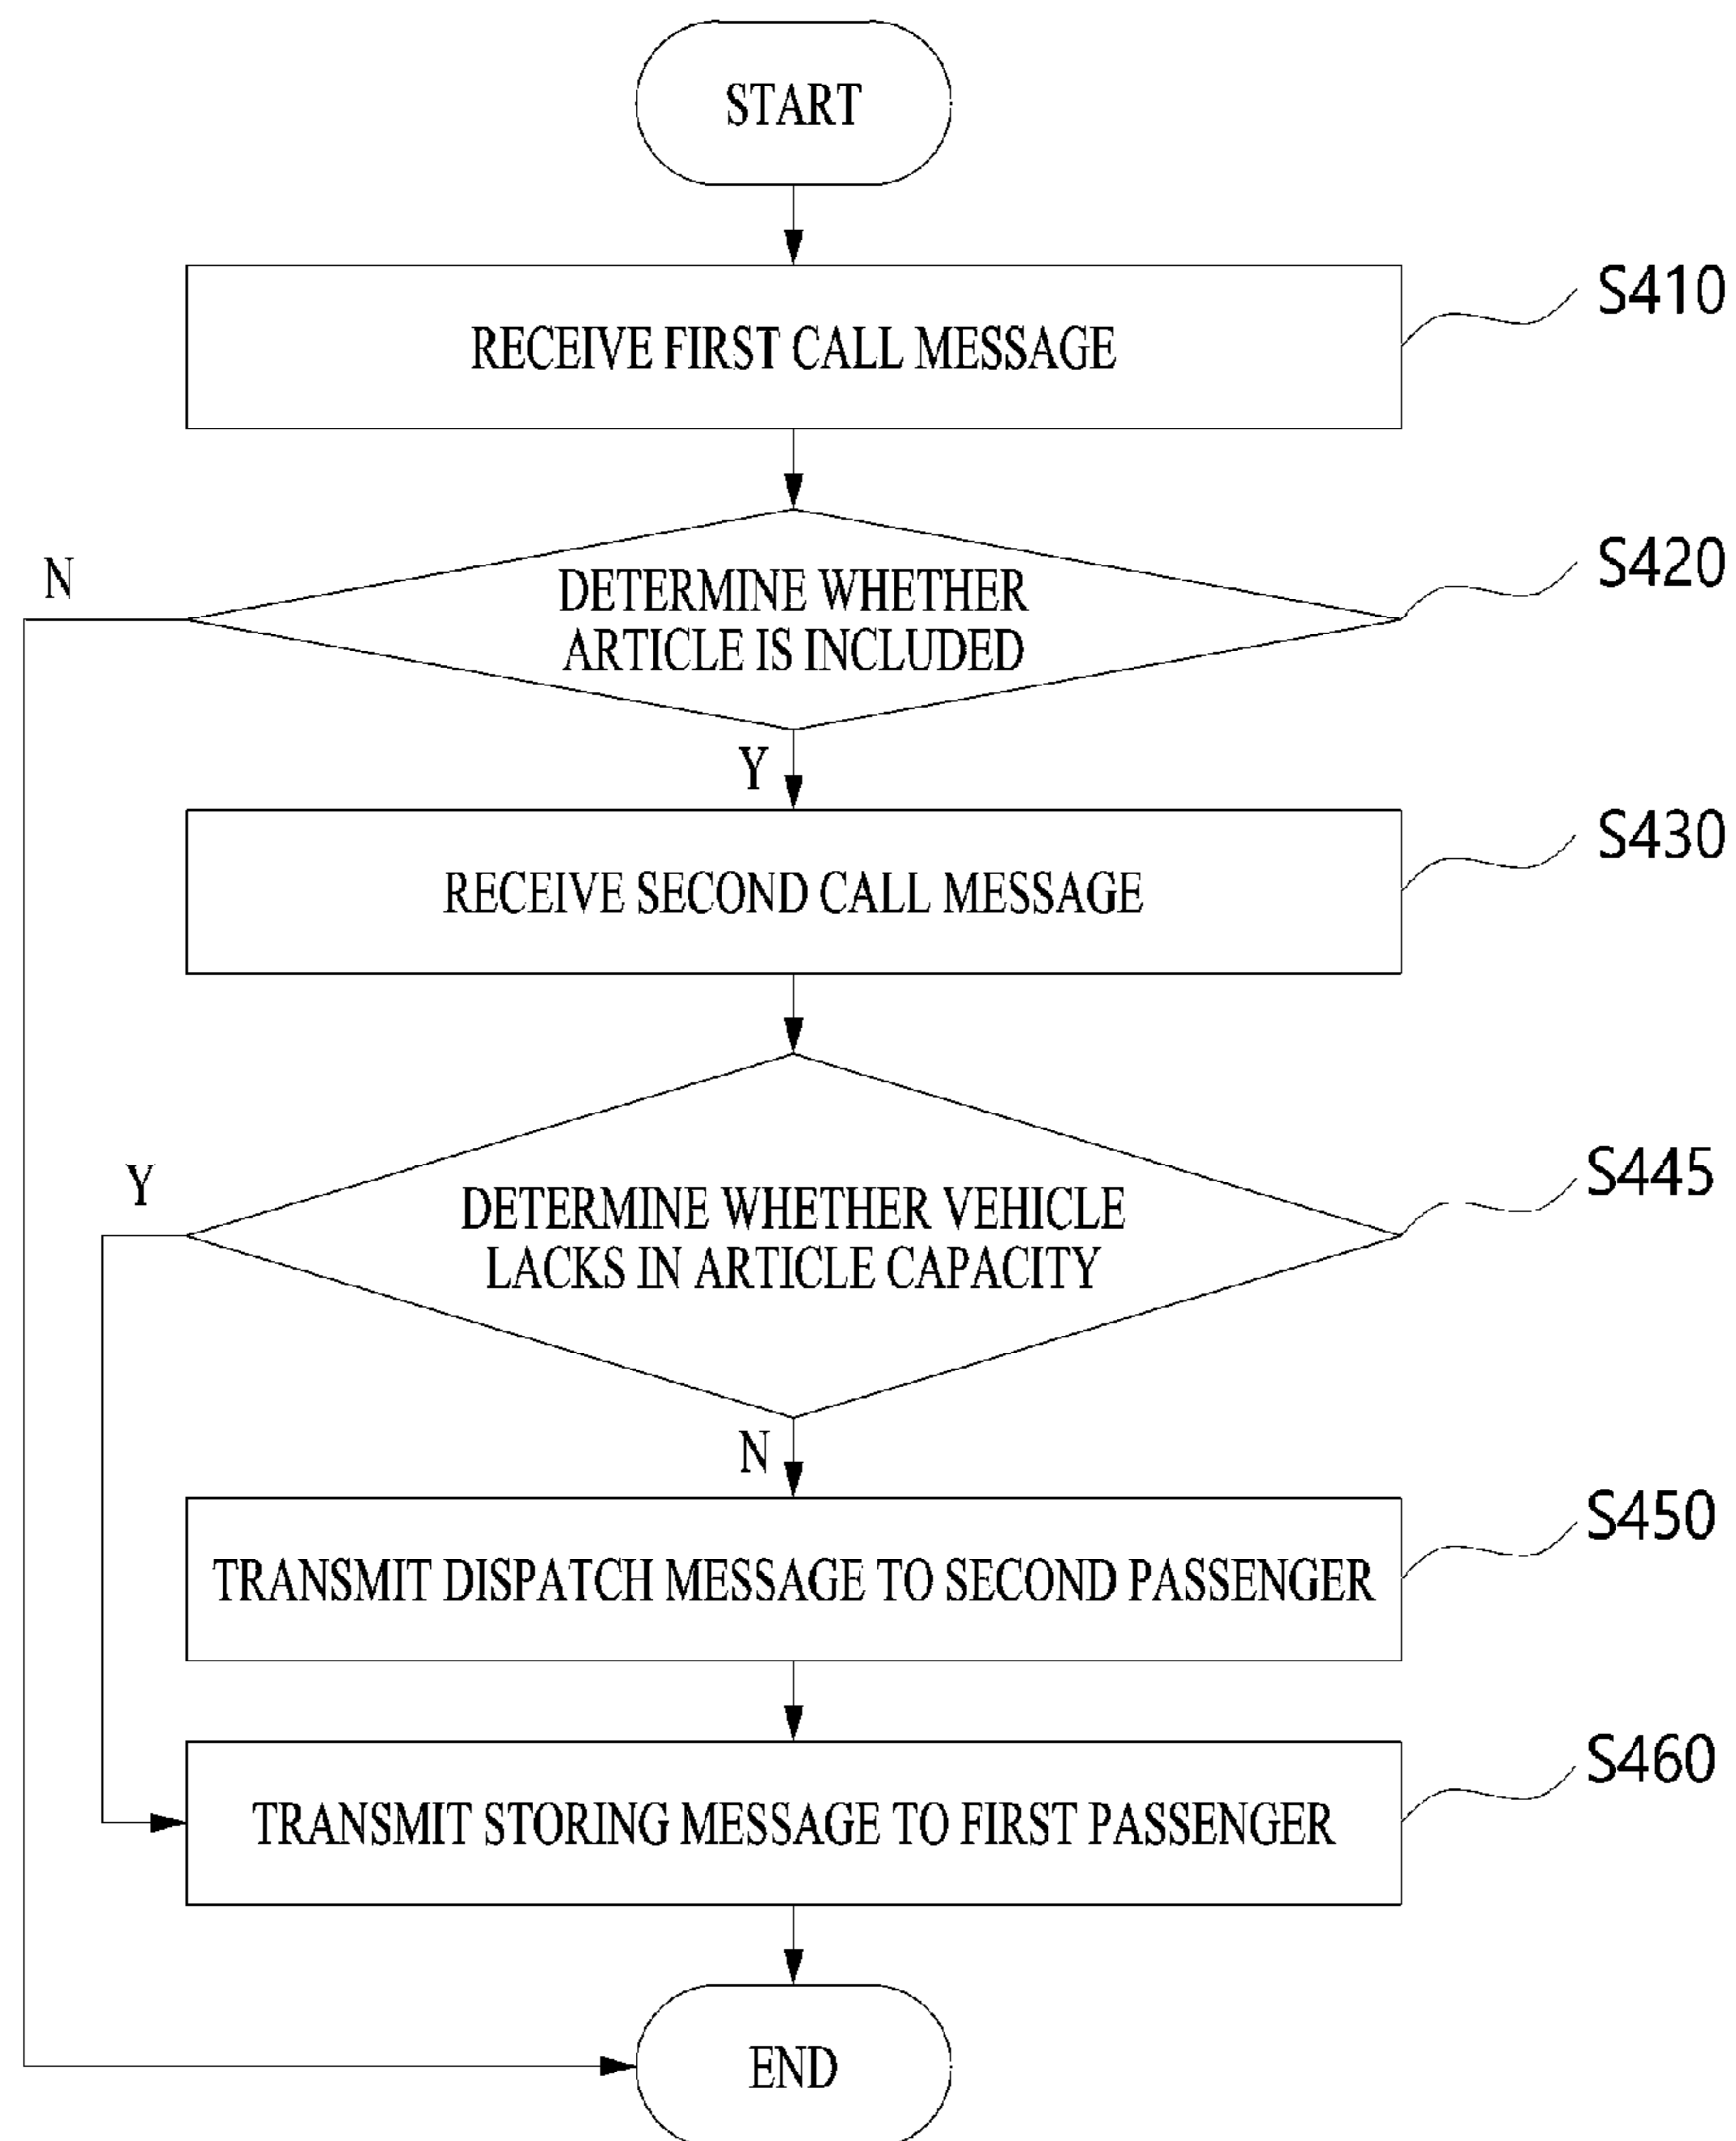 START
RECEIVE FIRST CALL MESSAGE
S410
N
DETERMINE WHETHER
ARTICLE IS INCLUDED
S420
Y
RECEIVE SECOND CALL MESSAGE
S430
Y
DETERMINE WHETHER VEHICLE
LACKS IN ARTICLE CAPACITY
S445
N
TRANSMIT DISPATCH MESSAGE TO SECOND PASSENGER
S450
TRANSMIT STORING MESSAGE TO FIRST PASSENGER
S460
END